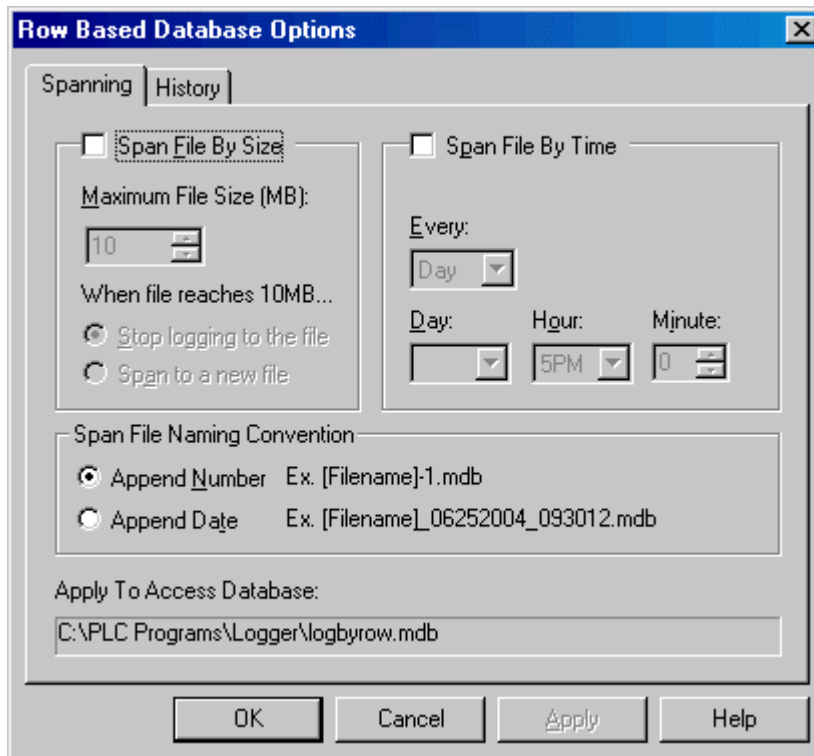 Row Based Database Options
Spanning History
Span File By Size
Maximum File Size (MB):
10
When file reaches 10MB...
Stop logging to the file
Span to a new file
Span File By Time
Every:
Day
Day: Hour: Minute:
5PM 0
Span File Naming Convention
Append Number Ex. [Filename]-1.mdb
Append Date Ex. [Filename]_06252004_093012.mdb
Apply To Access Database:
C:\PLC Programs\Logger\logbyrow.mdb
OK Cancel Apply Help